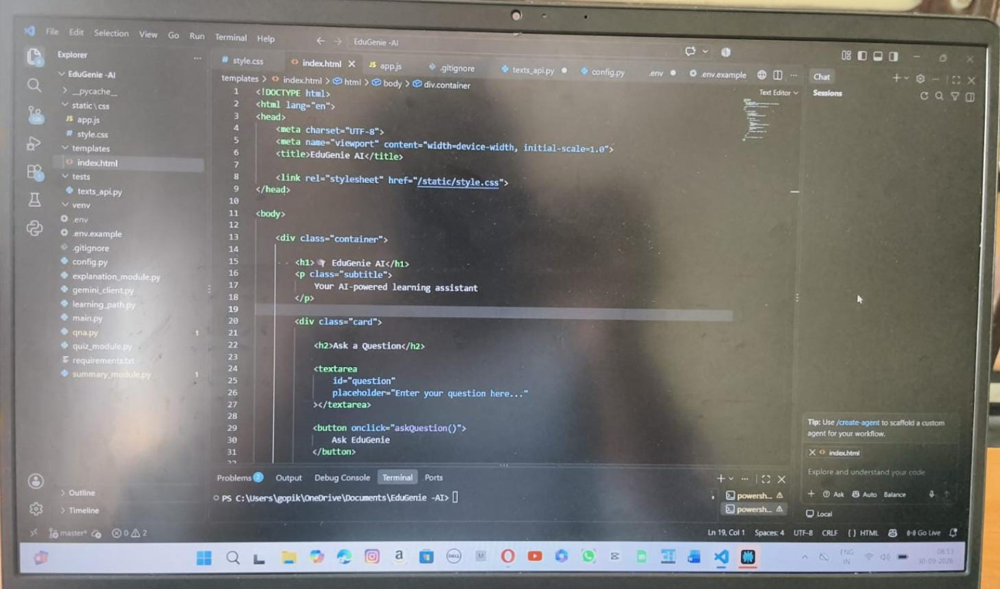 File Edit Selection View Go Run Terminal Help
EduGenie -AI
Explorer
EduGenie -AI
__pycache__
static\css
app.js
style.css
templates
index.html
tests
texts_api.py
venv
.env
.env.example
.gitignore
config.py
explanation_module.py
gemini_client.py
learning_path.py
main.py
qna.py 1
quiz_module.py
requirements.txt
summary_module.py 1
Outline
Timeline
style.css index.html app.js .gitignore texts_api.py config.py .env .env.example
templates > index.html > html > body > div.container
Text Editor
1 <!DOCTYPE html>
2 <html lang="en">
3 <head>
4 <meta charset="UTF-8">
5 <meta name="viewport" content="width=device-width, initial-scale=1.0">
6 <title>EduGenie AI</title>
7
8 <link rel="stylesheet" href="/static/style.css">
9 </head>
10
11 <body>
12
13 <div class="container">
14
15 <h1> EduGenie AI</h1>
16 <p class="subtitle">
17 Your AI-powered learning assistant
18 </p>
19
20 <div class="card">
21
22 <h2>Ask a Question</h2>
23
24 <textarea
25 id="question"
26 placeholder="Enter your question here..."
27 ></textarea>
28
29 <button onclick="askQuestion()">
30 Ask EduGenie
31 </button>
Problems 2 Output Debug Console Terminal Ports
PS C:\Users\gopik\OneDrive\Documents\EduGenie -AI>
powersh...
powersh...
Chat
Sessions
Tip: Use /create-agent to scaffold a custom
agent for your workflow.
index.html
Explore and understand your code
Ask Auto Balance
Local
master* 0 2
Ln 19, Col 1 Spaces: 4 UTF-8 CRLF { } HTML Go Live
DELL
ENG
IN
08:53
30-09-2026